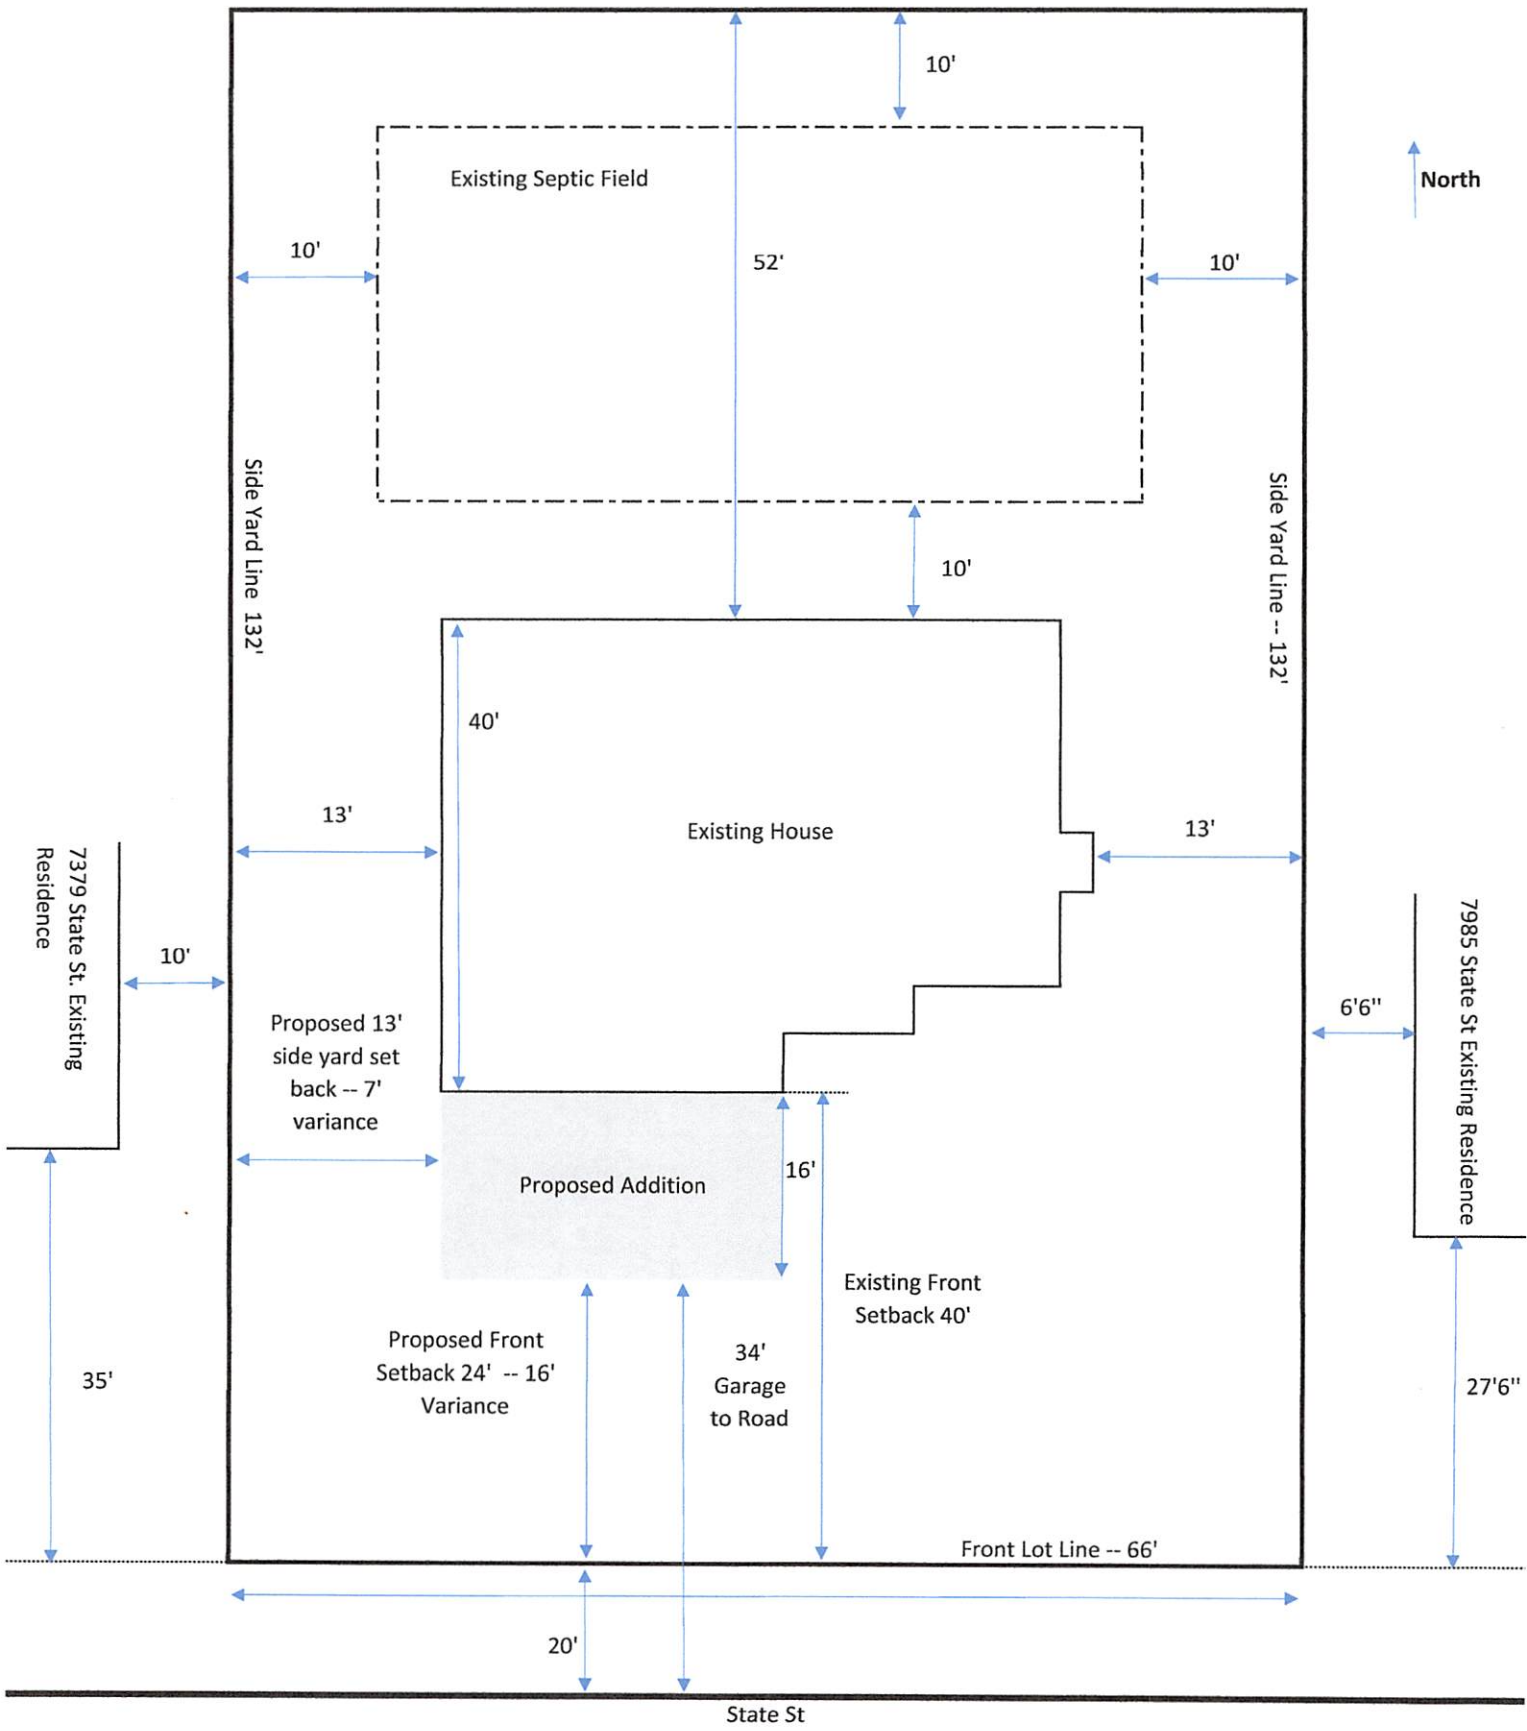 10'
Existing Septic Field
North
10'
52'
10'
Side Yard Line 132'
Side Yard Line -- 132'
10'
40'
13'
Existing House
13'
7379 State St. Existing
Residence
10'
7985 State St Existing Residence
6'6"
Proposed 13'
side yard set
back -- 7'
variance
16'
Proposed Addition
Existing Front
Setback 40'
Proposed Front
Setback 24' -- 16'
Variance
34'
Garage
to Road
35'
27'6"
Front Lot Line -- 66'
20'
State St